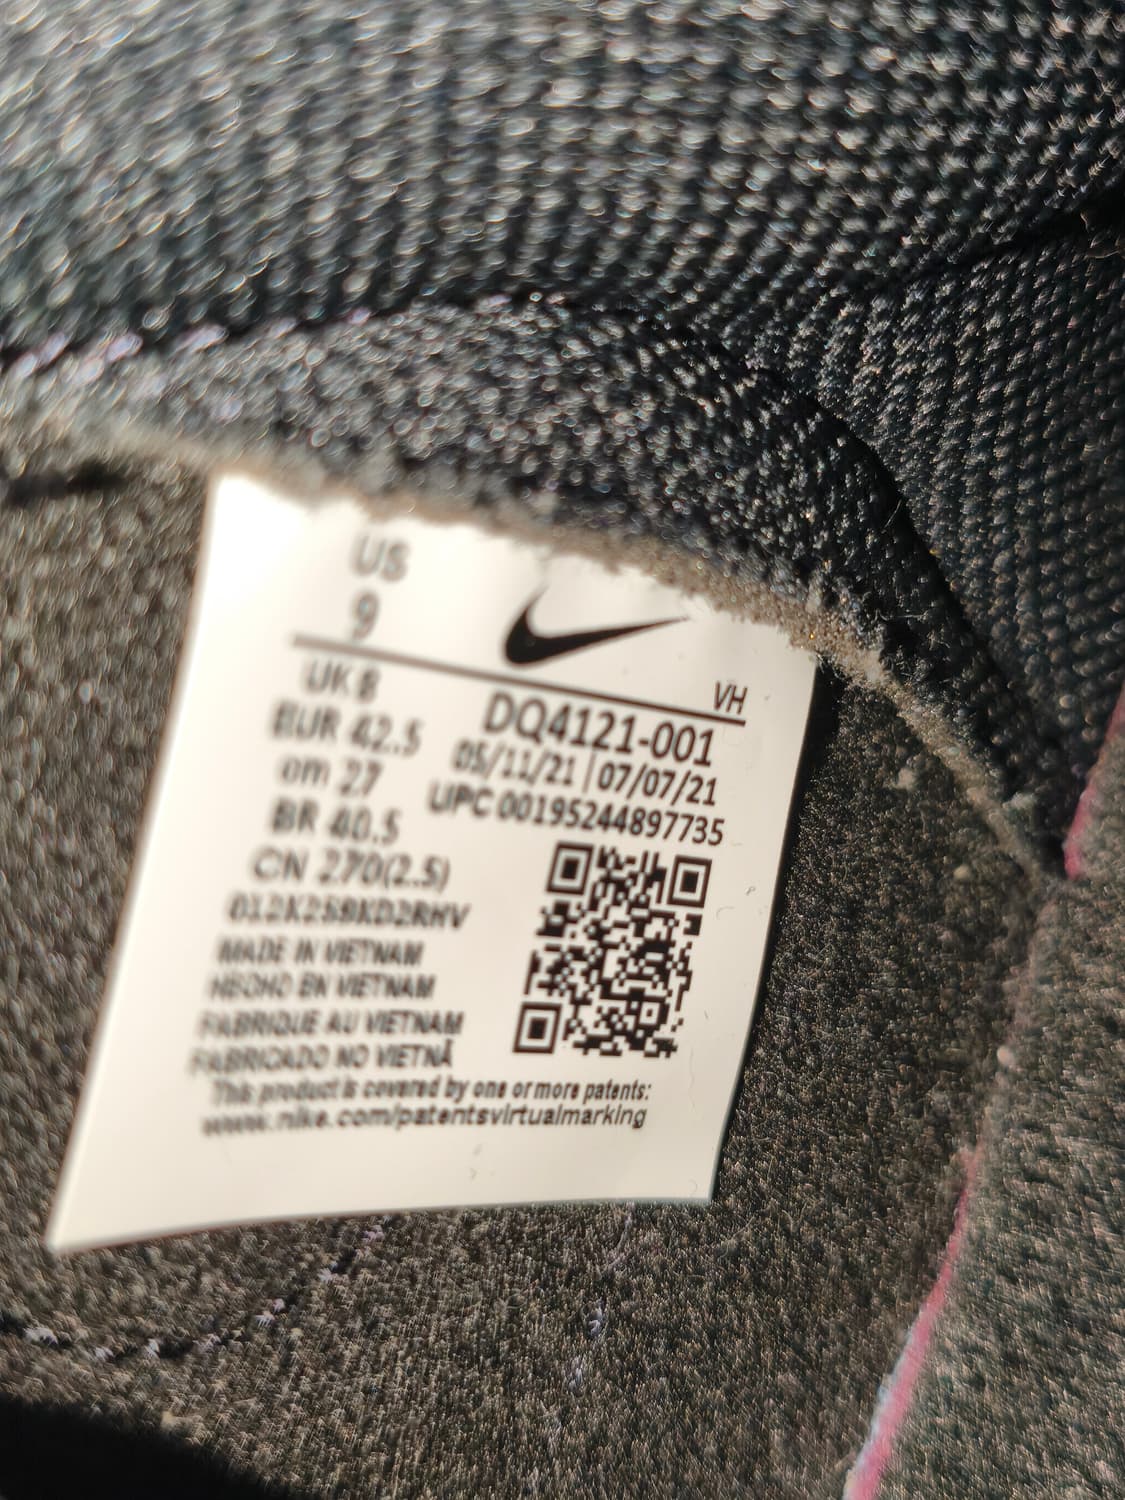 US
9
VH
UK 8
EUR 42.5
cm 27
BR 40.5
CN 270(2.5)
DQ4121-001
05/11/21 | 07/07/21
UPC 00195244897735
MADE IN VIETNAM
HECHO EN VIETNAM
FABRIQUE AU VIETNAM
FABRICADO NO VIETNÃ
This product is covered by one or more patents:
www.nike.com/patentsvirtualmarking